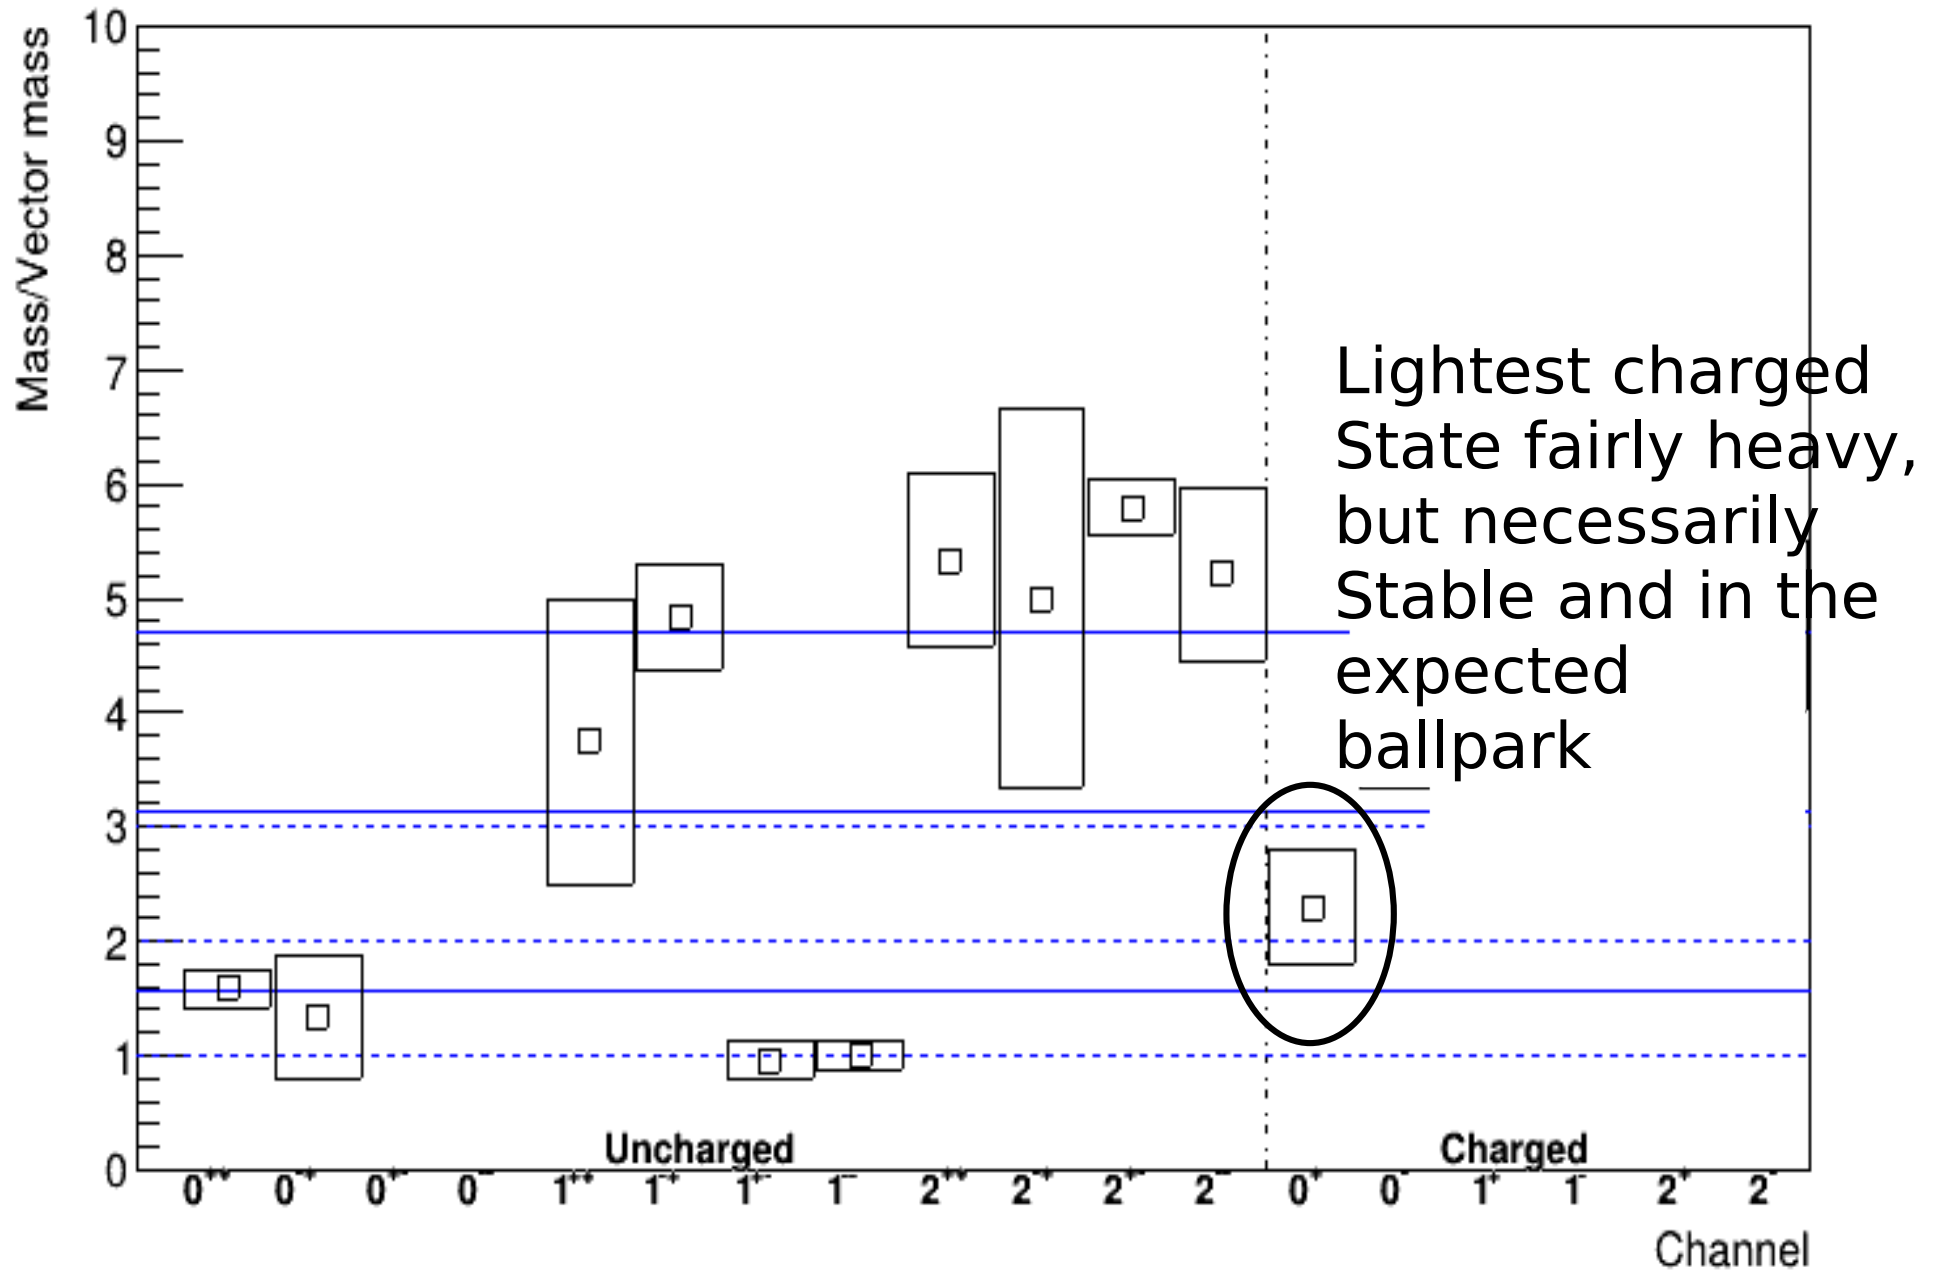 Mass/Vector mass
10
9
8
7
6
5
4
3
2
1
0
Lightest charged
State fairly heavy,
but necessarily
Stable and in the
expected
ballpark
Uncharged
Charged
0⁺⁺ 0⁻⁺ 0⁺⁻ 0⁻⁻ 1⁺⁺ 1⁻⁺ 1⁺⁻ 1⁻⁻ 2⁺⁺ 2⁻⁺ 2⁺⁻ 2⁻⁻ 0⁺ 0⁻ 1⁺ 1⁻ 2⁺ 2⁻
Channel